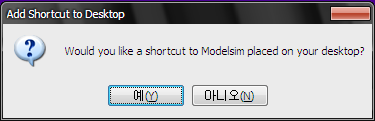 Add Shortcut to Desktop
Would you like a shortcut to Modelsim placed on your desktop?
예(Y) 아니오(N)